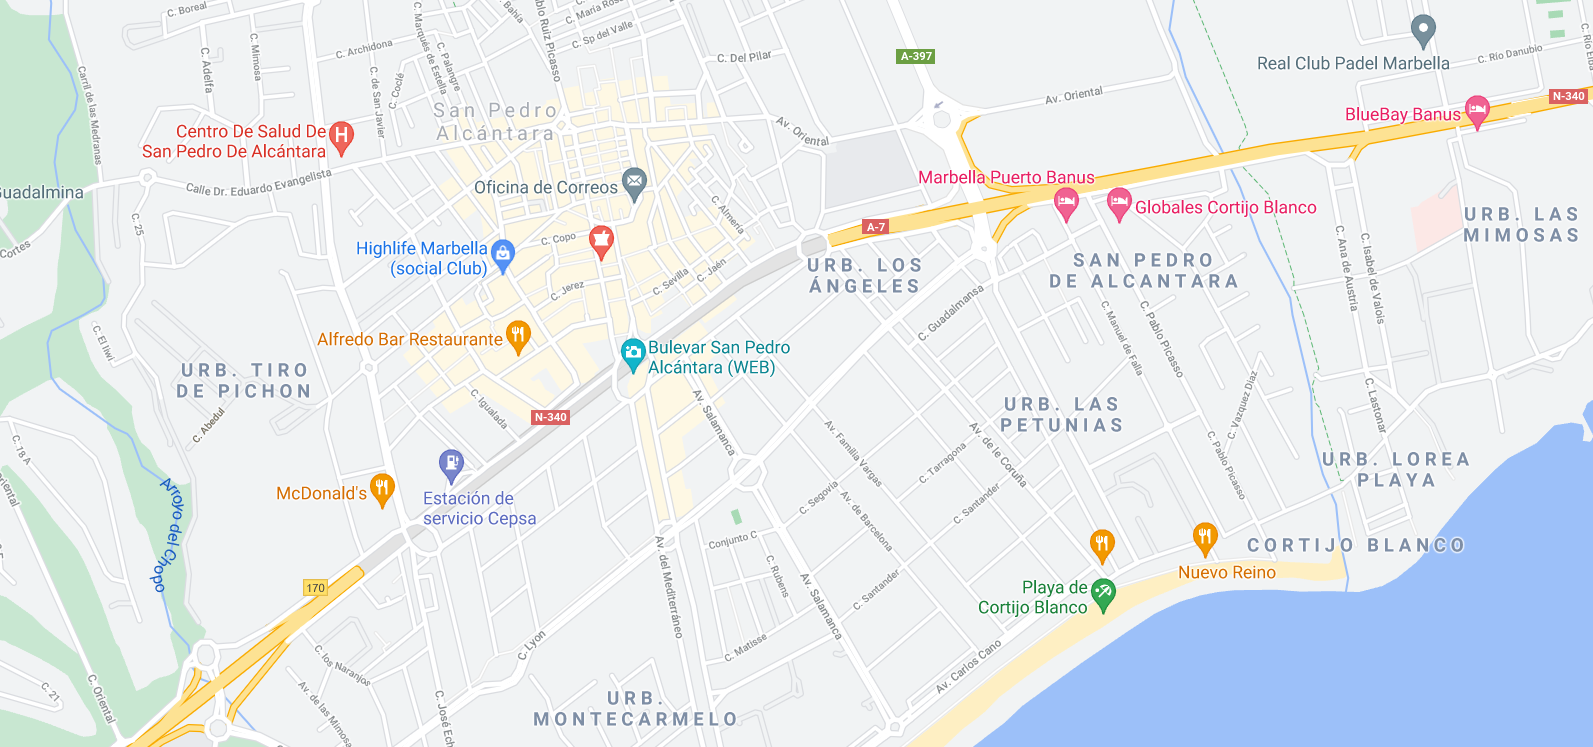 C. Boreal
C. Archidona
C. Adelfa
C. Mimosa
C. de San Javier
C. Coclé
C. Marqués de Estella
C. Palangre
Bahía
Pablo Ruiz Picasso
C. María Rosa
C. Sp del Valle
C. Del Pilar
A-397
Av. Oriental
Av. Oriental
Real Club Padel Marbella
C. Río Danubio
C. Río Elba
N-340
BlueBay Banus
Carril de las Medranas
San Pedro
Alcántara
Centro De Salud De
San Pedro De Alcántara
H
Calle Dr. Eduardo Evangelista
Guadalmina
Cortes
C. 25
Oficina de Correos
C. Almería
Marbella Puerto Banus
Globales Cortijo Blanco
URB. LAS
MIMOSAS
A-7
C. Copo
Highlife Marbella
(social Club)
C. Jerez
C. Sevilla
C. Jaén
URB. LOS
ÁNGELES
SAN PEDRO
DE ALCANTARA
C. Ana de Austria
C. Isabel de Valois
C. Guadalmansa
C. Manuel de Falla
C. Pablo Picasso
C. El Iiwi
Alfredo Bar Restaurante
Bulevar San Pedro
Alcántara (WEB)
URB. TIRO
DE PICHON
C. Abedul
C. Igualada
N-340
Av. Salamanca
URB. LAS
PETUNIAS
C. Vazquez Diaz
C. Lastonar
C. 18 A
Oriental
Arroyo del Chopo
McDonald's
Estación de
servicio Cepsa
Av. Familia Vargas
Av. de le Coruña
C. Tarragona
C. Pablo Picasso
URB. LOREA
PLAYA
C. Segovia
Av. de Barcelona
C. Santander
Conjunto C
C. Rubens
CORTIJO BLANCO
Nuevo Reino
Playa de
Cortijo Blanco
170
Av. del Mediterráneo
Av. Salamanca
C. Santander
C. Matisse
C. Lyon
Av. Carlos Cano
C. los Naranjos
Av. de las Mimosas
C. José Ech
C. 21
C. Oriental
URB.
MONTECARMELO